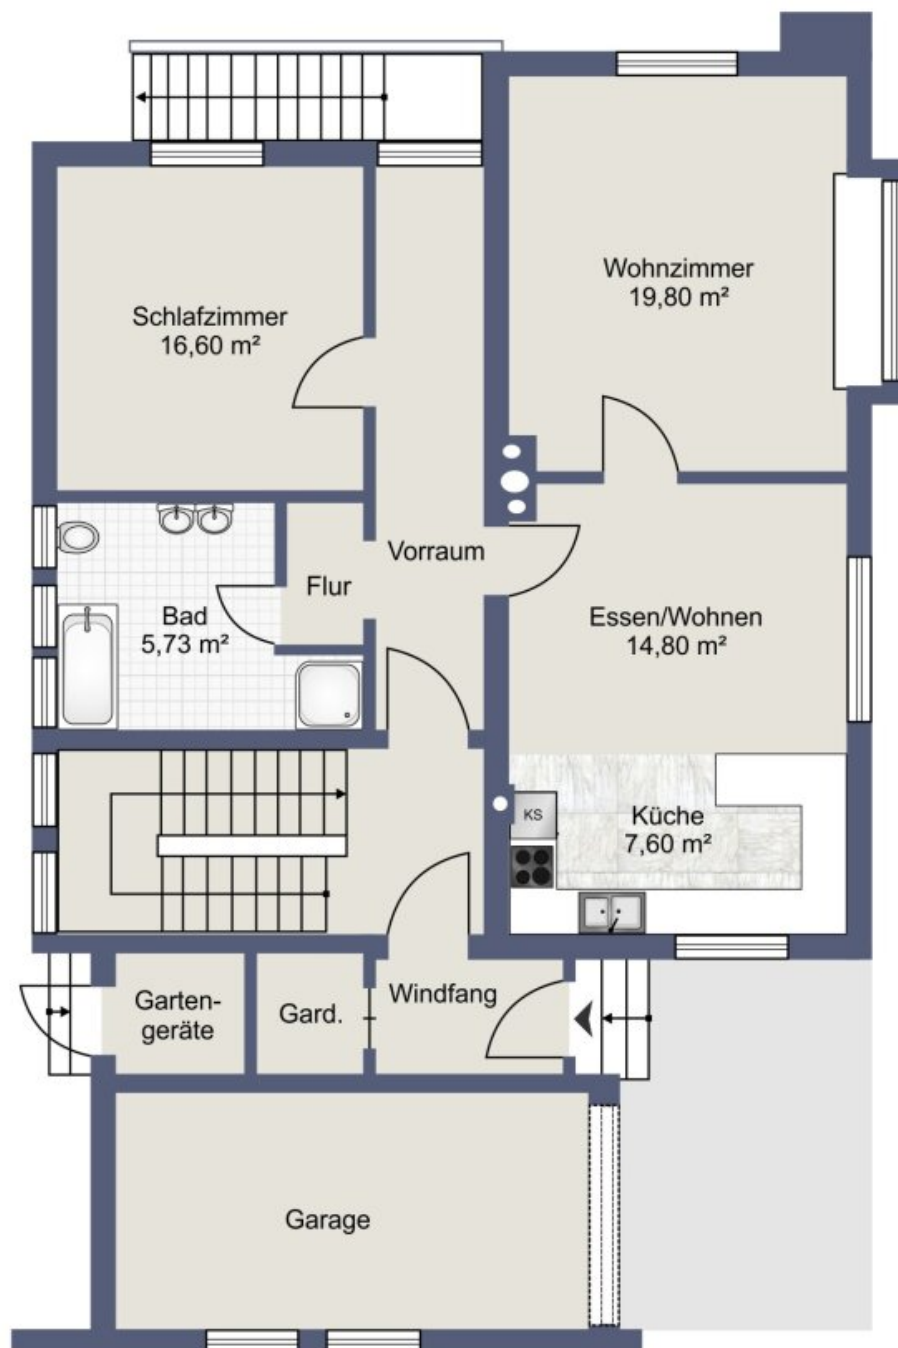 Wohnzimmer
19,80 m²
Schlafzimmer
16,60 m²
Vorraum
Flur
Bad
5,73 m²
Essen/Wohnen
14,80 m²
KS
Küche
7,60 m²
Garten-
geräte
Gard.
Windfang
Garage